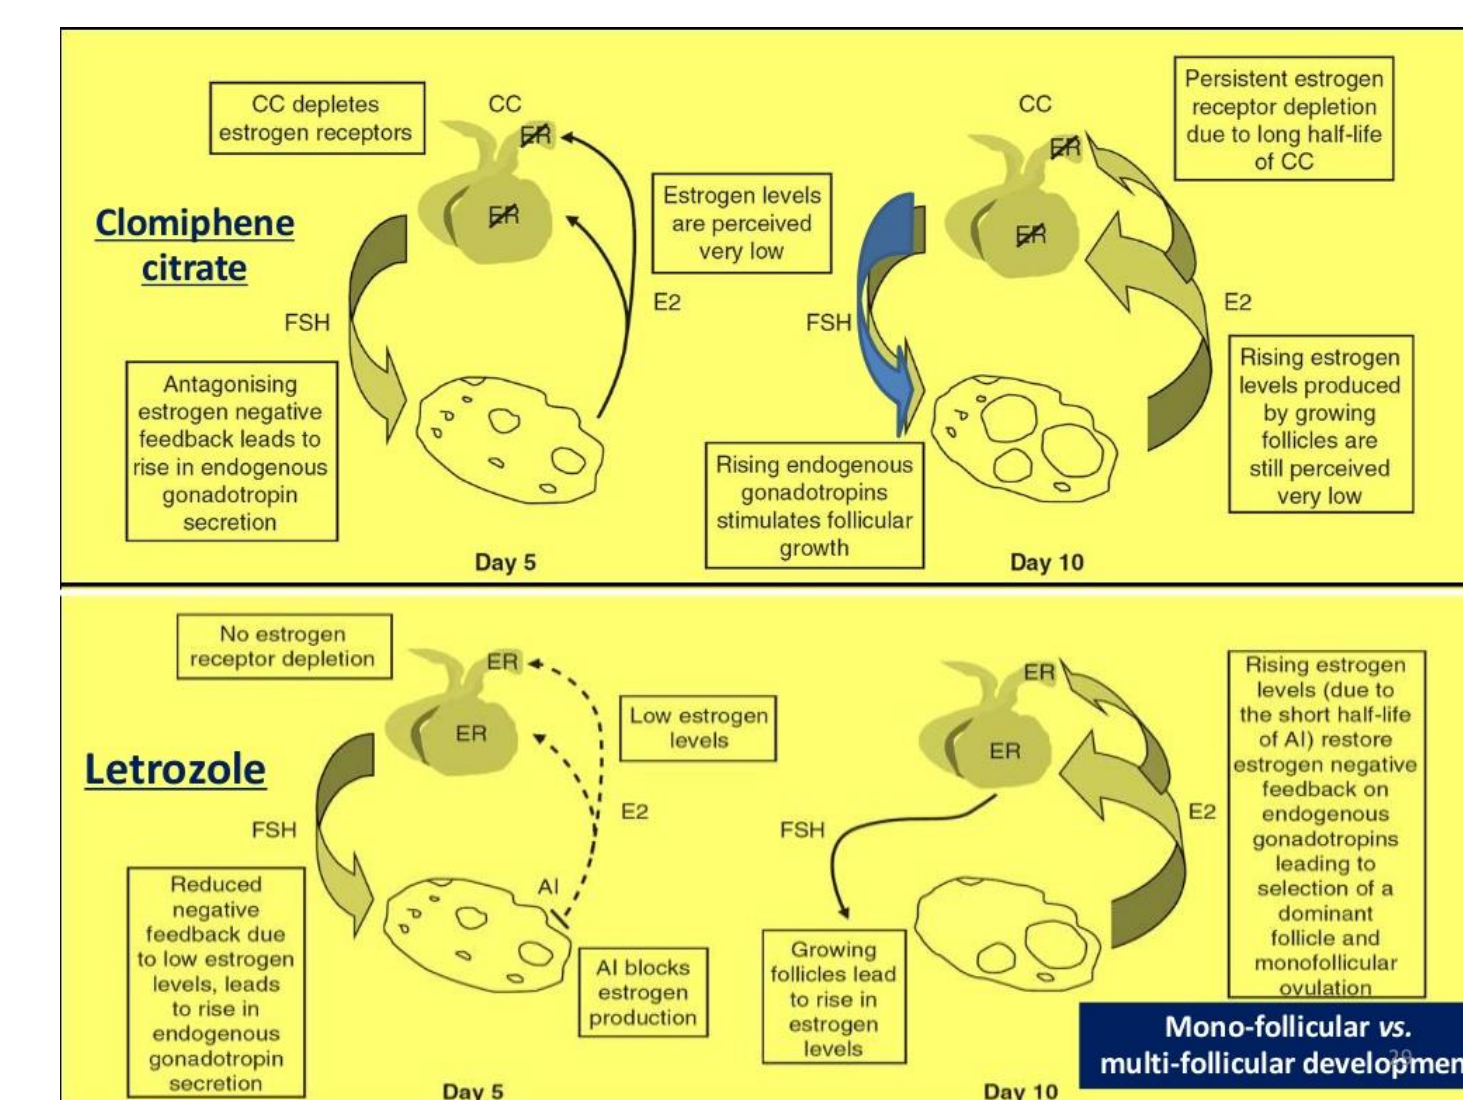 CC depletes
estrogen receptors
CC
ER
ER
Clomiphene
citrate
Estrogen levels
are perceived
very low
E2
FSH
Antagonising
estrogen negative
feedback leads to
rise in endogenous
gonadotropin
secretion
Day 5
CC
ER
ER
Persistent estrogen
receptor depletion
due to long half-life
of CC
FSH
E2
Rising endogenous
gonadotropins
stimulates follicular
growth
Rising estrogen
levels produced
by growing
follicles are
still perceived
very low
Day 10
No estrogen
receptor depletion
ER
ER
Letrozole
Low estrogen
levels
E2
FSH
Reduced
negative
feedback due
to low estrogen
levels, leads
to rise in
endogenous
gonadotropin
secretion
AI
AI blocks
estrogen
production
Day 5
ER
ER
FSH
E2
Growing
follicles lead
to rise in
estrogen
levels
Rising estrogen
levels (due to
the short half-life
of AI) restore
estrogen negative
feedback on
endogenous
gonadotropins
leading to
selection of a
dominant
follicle and
monofollicular
ovulation
Day 10
Mono-follicular vs.
multi-follicular developmen
29